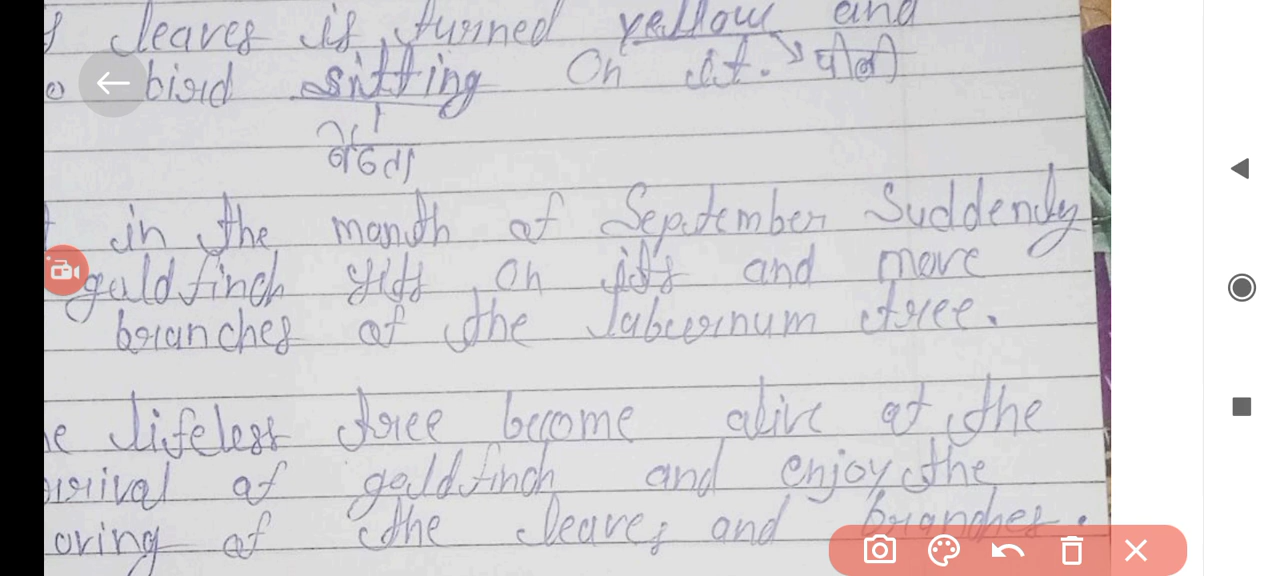 leaves is turned yellow and
bird sitting on it. पीली
बैठना
in the month of September suddenly
goldfinch sits on its and move
branches of the laburnum tree.
lifeless tree become alive at the
of goldfinch and enjoy the
of the leaves and branches.